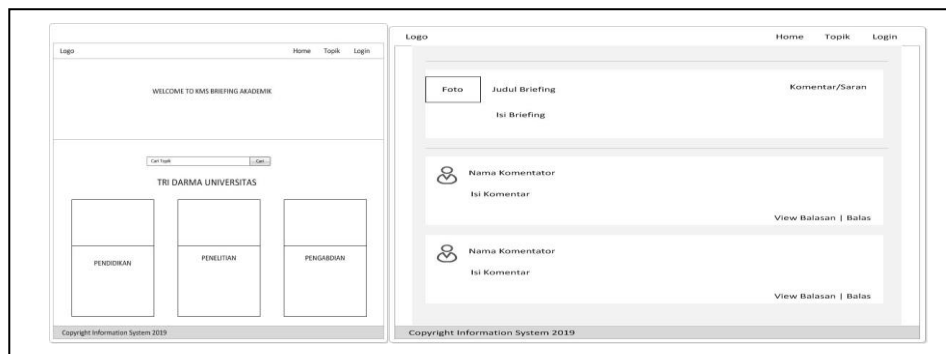 Logo Home Topik Login
WELCOME TO KMS BRIEFING AKADEMIK
Cari Topik Cari
TRI DARMA UNIVERSITAS
PENDIDIKAN PENELITIAN PENGABDIAN
Copyright Information System 2019
Logo Home Topik Login
Foto Judul Briefing Komentar/Saran
Isi Briefing
Nama Komentator
Isi Komentar
View Balasan | Balas
Nama Komentator
Isi Komentar
View Balasan | Balas
Copyright Information System 2019